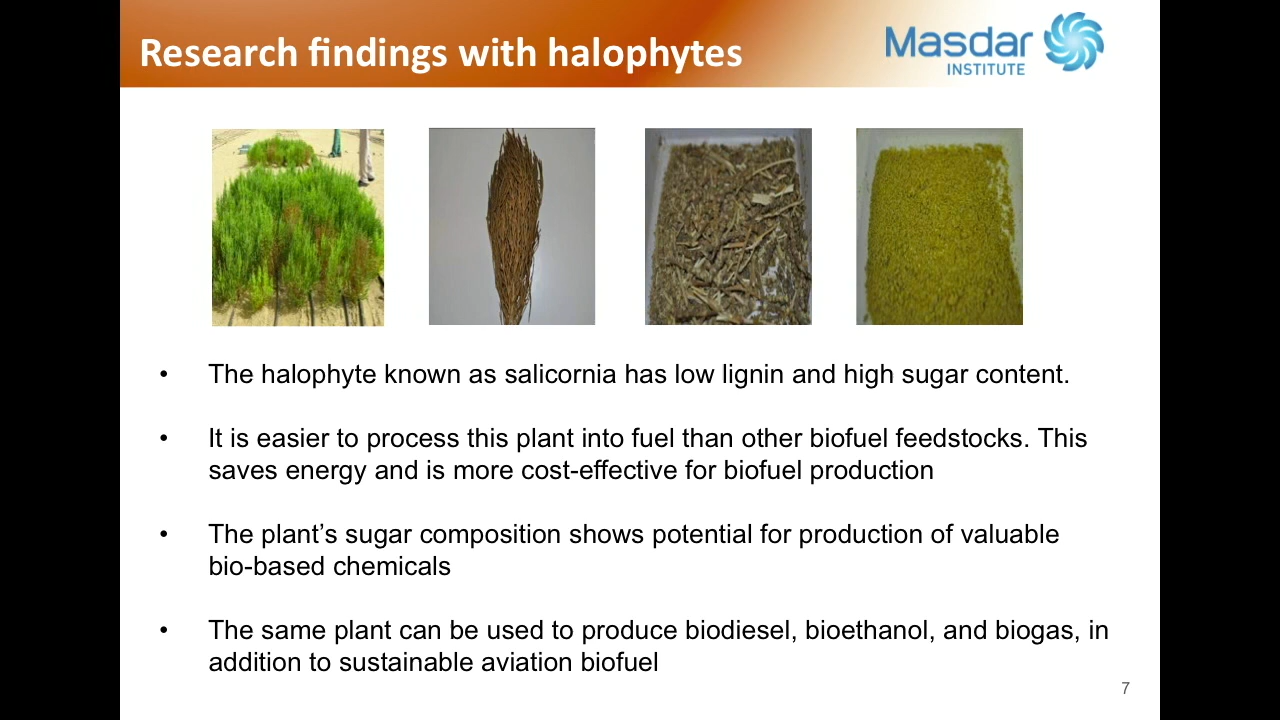 Research findings with halophytes
Masdar
INSTITUTE
• The halophyte known as salicornia has low lignin and high sugar content.
• It is easier to process this plant into fuel than other biofuel feedstocks. This
saves energy and is more cost-effective for biofuel production
• The plant’s sugar composition shows potential for production of valuable
bio-based chemicals
• The same plant can be used to produce biodiesel, bioethanol, and biogas, in
addition to sustainable aviation biofuel
7